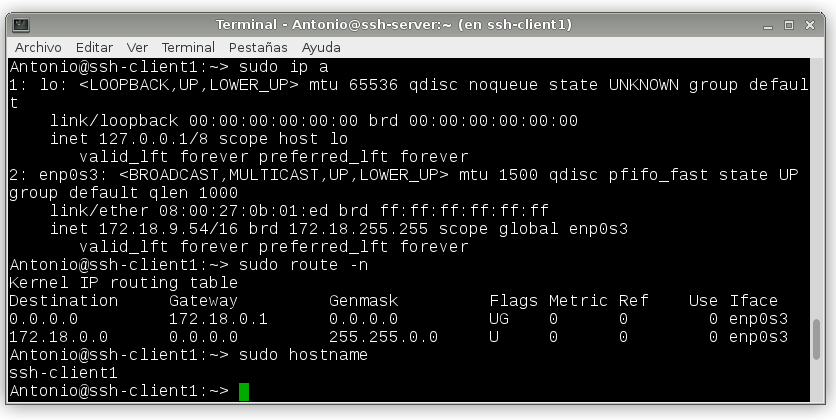 Terminal - Antonio@ssh-server:~ (en ssh-client1)
Archivo Editar Ver Terminal Pestañas Ayuda
Antonio@ssh-client1:~> sudo ip a
1: lo: <LOOPBACK,UP,LOWER_UP> mtu 65536 qdisc noqueue state UNKNOWN group defaul
t
    link/loopback 00:00:00:00:00:00 brd 00:00:00:00:00:00
    inet 127.0.0.1/8 scope host lo
       valid_lft forever preferred_lft forever
2: enp0s3: <BROADCAST,MULTICAST,UP,LOWER_UP> mtu 1500 qdisc pfifo_fast state UP
group default qlen 1000
    link/ether 08:00:27:0b:01:ed brd ff:ff:ff:ff:ff:ff
    inet 172.18.9.54/16 brd 172.18.255.255 scope global enp0s3
       valid_lft forever preferred_lft forever
Antonio@ssh-client1:~> sudo route -n
Kernel IP routing table
Destination     Gateway         Genmask         Flags Metric Ref    Use Iface
0.0.0.0         172.18.0.1      0.0.0.0         UG    0      0        0 enp0s3
172.18.0.0      0.0.0.0         255.255.0.0     U     0      0        0 enp0s3
Antonio@ssh-client1:~> sudo hostname
ssh-client1
Antonio@ssh-client1:~>